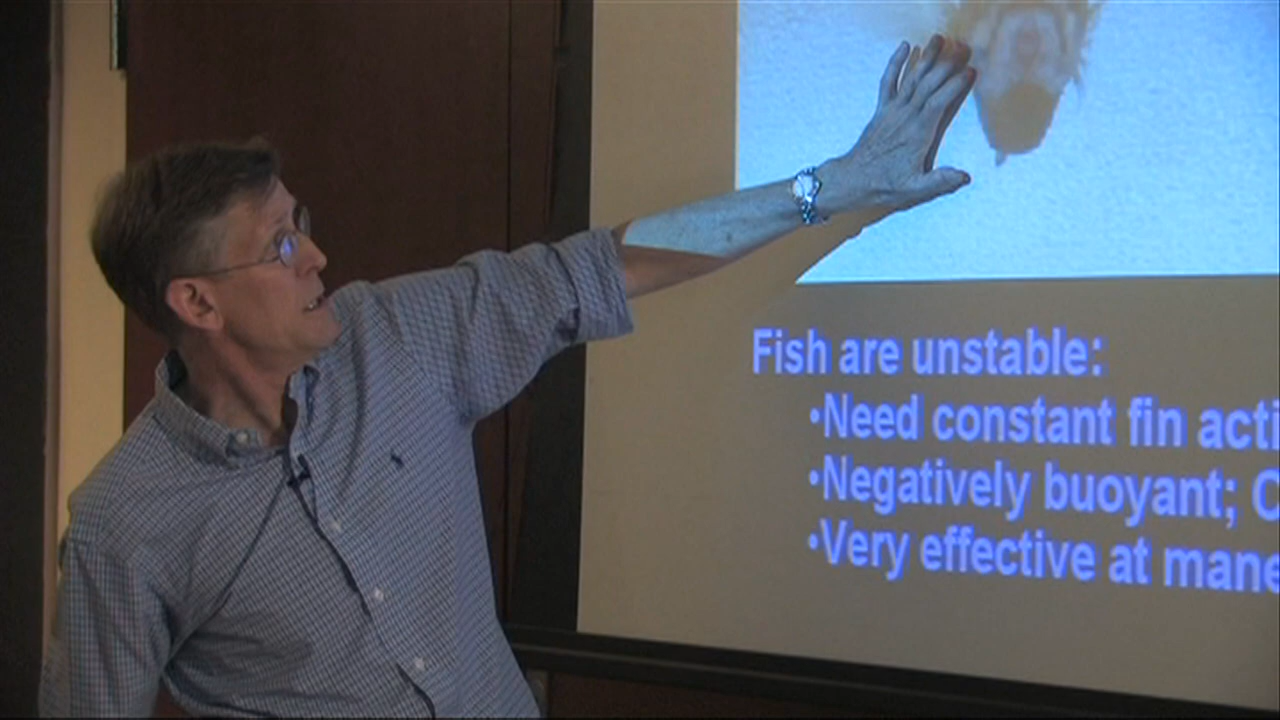 Fish are unstable:
•Need constant fin acti
•Negatively buoyant; C
•Very effective at mane